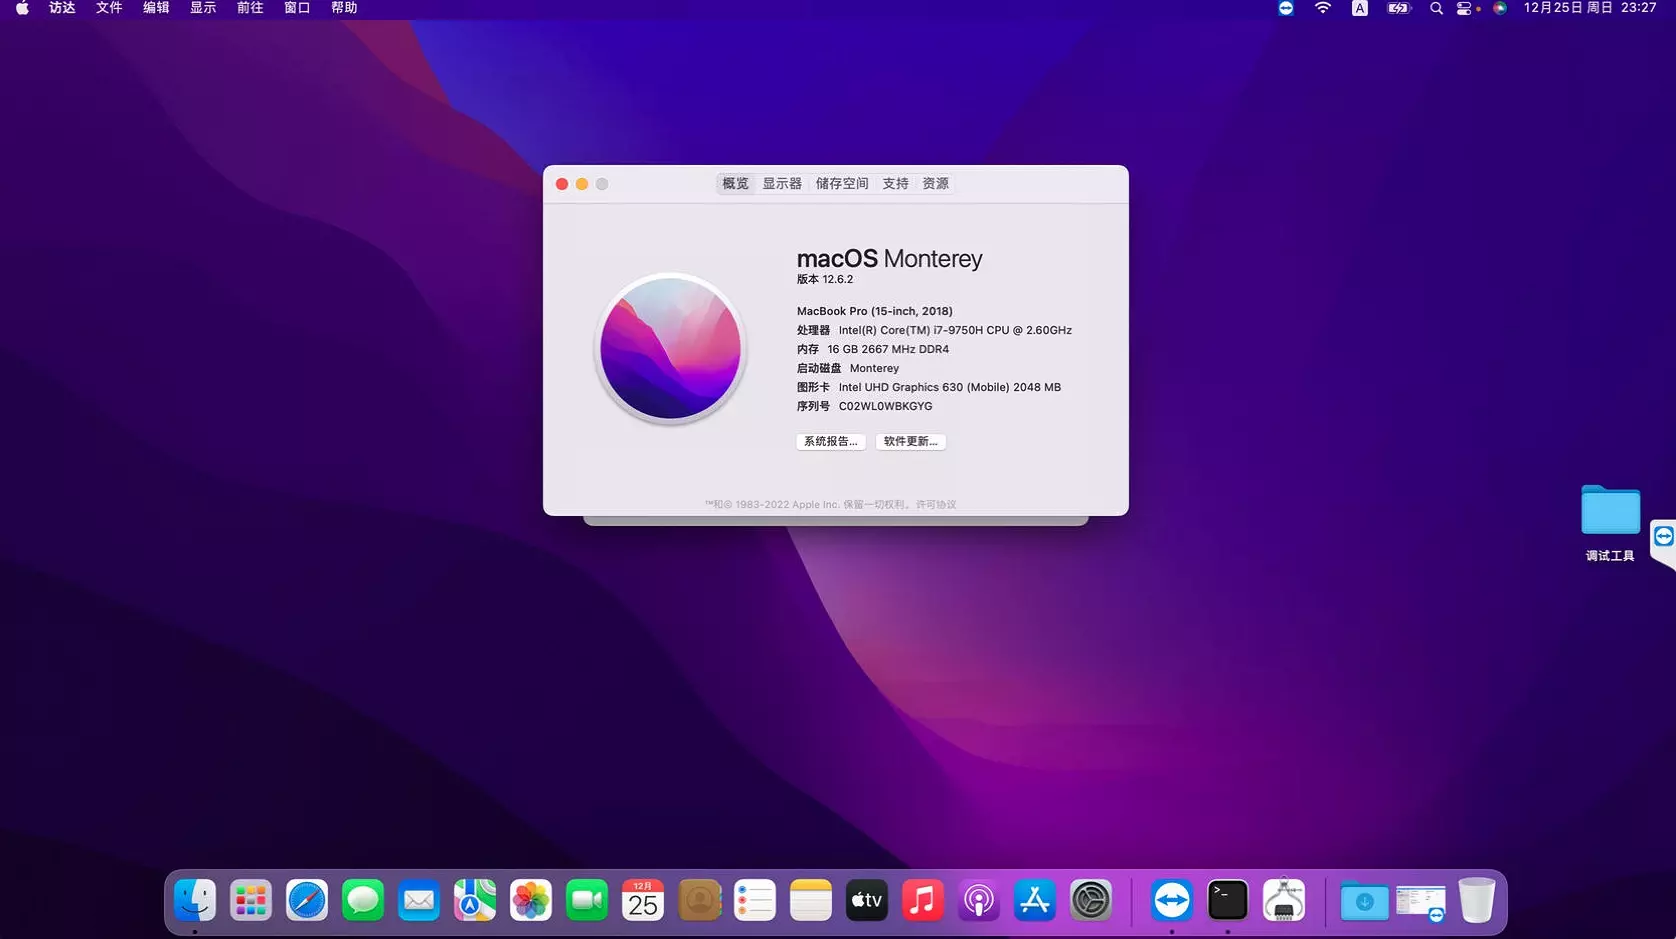 访达 文件 编辑 显示 前往 窗口 帮助 A 12月25日 周日 23:27
概览 显示器 储存空间 支持 资源
macOS Monterey
版本 12.6.2
MacBook Pro (15-inch, 2018)
处理器 Intel(R) Core(TM) i7-9750H CPU @ 2.60GHz
内存 16 GB 2667 MHz DDR4
启动磁盘 Monterey
图形卡 Intel UHD Graphics 630 (Mobile) 2048 MB
序列号 C02WL0WBKGYG
系统报告... 软件更新...
™和© 1983-2022 Apple Inc. 保留一切权利。 许可协议
调试工具
12月
25
tv
>_